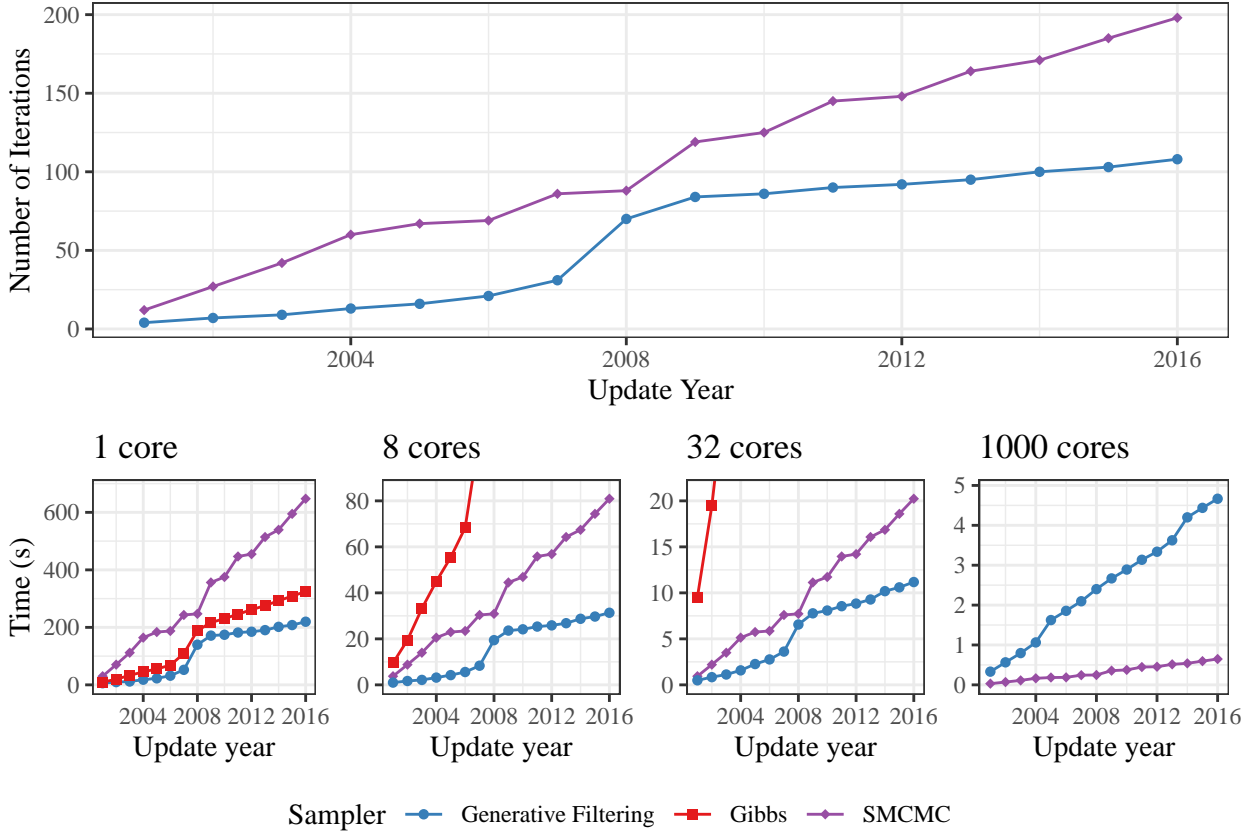 Number of Iterations
200
150
100
50
0
2004 2008 2012 2016
Update Year
1 core 8 cores 32 cores 1000 cores
Time (s)
600
400
200
0
2004 2008 2012 2016
Update year
80
60
40
20
0
2004 2008 2012 2016
Update year
20
15
10
5
0
2004 2008 2012 2016
Update year
5
4
3
2
1
0
2004 2008 2012 2016
Update year
Sampler Generative Filtering Gibbs SMCMC